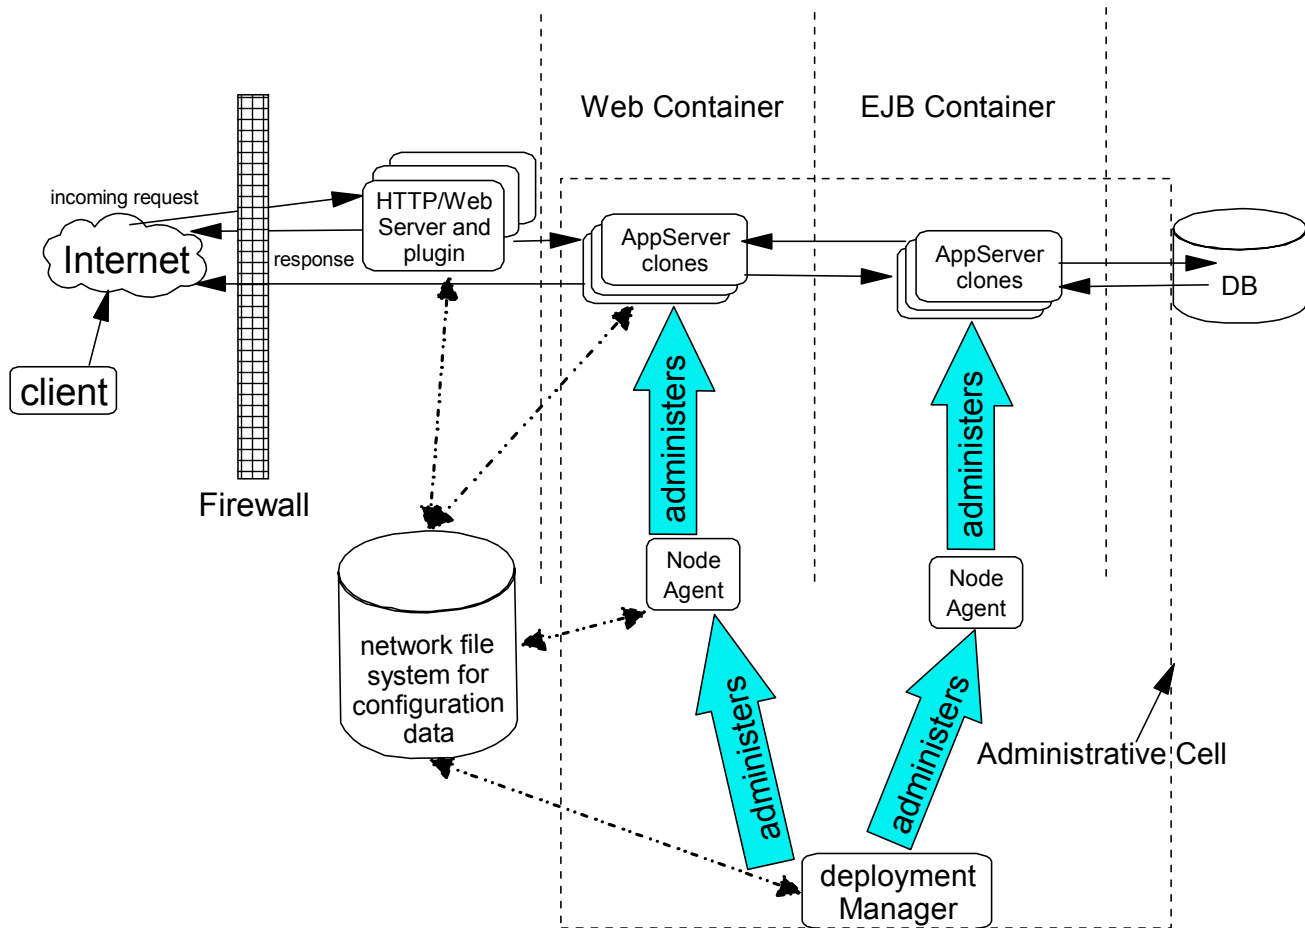 Web Container
EJB Container
incoming request
HTTP/Web
Server and
plugin
Internet
response
AppServer
clones
AppServer
clones
DB
client
Firewall
administers
administers
Node
Agent
Node
Agent
network file
system for
configuration
data
administers
administers
Administrative Cell
deployment
Manager